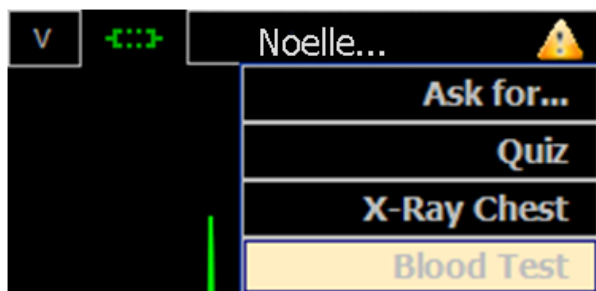 V
Noelle...
Ask for...
Quiz
X-Ray Chest
Blood Test